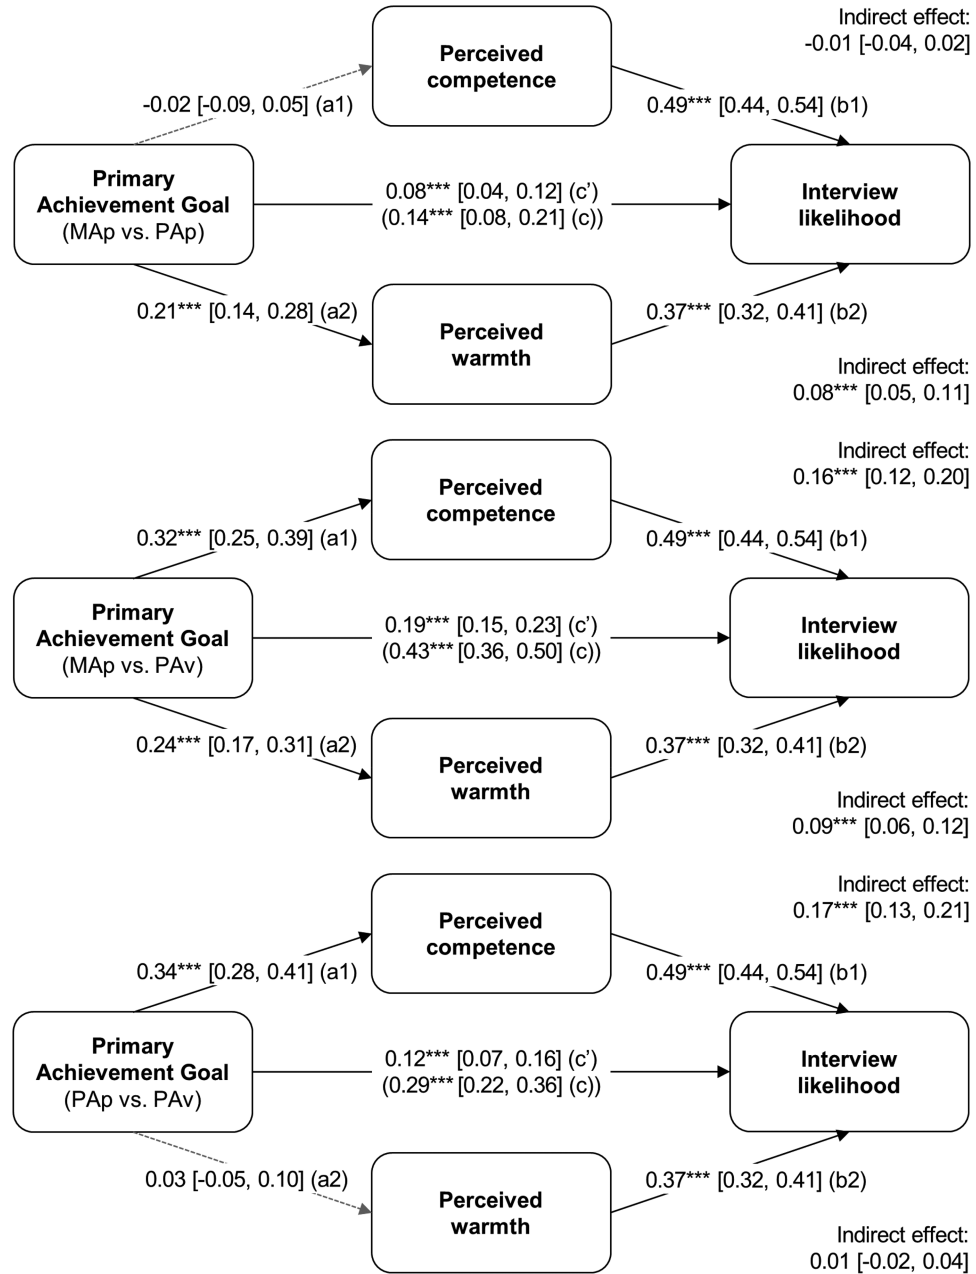 Indirect effect:
-0.01 [-0.04, 0.02]
Perceived
competence
-0.02 [-0.09, 0.05] (a1)
0.49*** [0.44, 0.54] (b1)
Primary
Achievement Goal
(MAp vs. PAp)
0.08*** [0.04, 0.12] (c’)
(0.14*** [0.08, 0.21] (c))
Interview
likelihood
0.21*** [0.14, 0.28] (a2)
0.37*** [0.32, 0.41] (b2)
Perceived
warmth
Indirect effect:
0.08*** [0.05, 0.11]
Indirect effect:
0.16*** [0.12, 0.20]
Perceived
competence
0.32*** [0.25, 0.39] (a1)
0.49*** [0.44, 0.54] (b1)
Primary
Achievement Goal
(MAp vs. PAv)
0.19*** [0.15, 0.23] (c’)
(0.43*** [0.36, 0.50] (c))
Interview
likelihood
0.24*** [0.17, 0.31] (a2)
0.37*** [0.32, 0.41] (b2)
Perceived
warmth
Indirect effect:
0.09*** [0.06, 0.12]
Indirect effect:
0.17*** [0.13, 0.21]
Perceived
competence
0.34*** [0.28, 0.41] (a1)
0.49*** [0.44, 0.54] (b1)
Primary
Achievement Goal
(PAp vs. PAv)
0.12*** [0.07, 0.16] (c’)
(0.29*** [0.22, 0.36] (c))
Interview
likelihood
0.03 [-0.05, 0.10] (a2)
0.37*** [0.32, 0.41] (b2)
Perceived
warmth
Indirect effect:
0.01 [-0.02, 0.04]